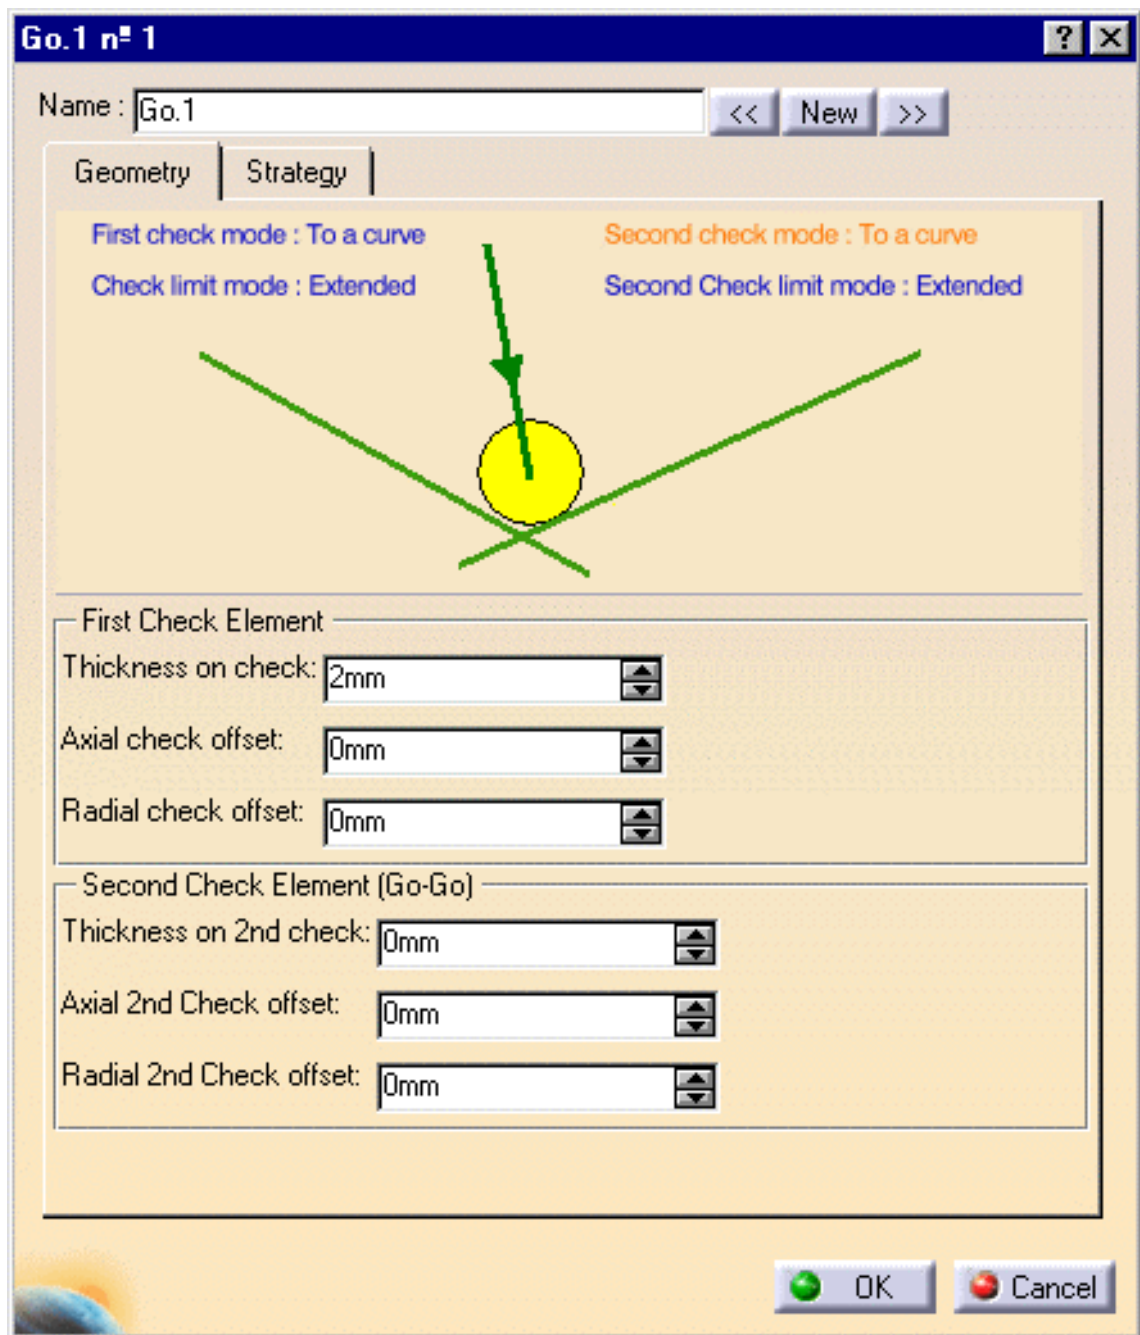 Go.1 nº 1
? X
Name : Go.1 << New >>
Geometry Strategy
First check mode : To a curve Second check mode : To a curve
Check limit mode : Extended Second Check limit mode : Extended
First Check Element
Thickness on check: 2mm
Axial check offset: 0mm
Radial check offset: 0mm
Second Check Element (Go-Go)
Thickness on 2nd check: 0mm
Axial 2nd Check offset: 0mm
Radial 2nd Check offset: 0mm
OK Cancel